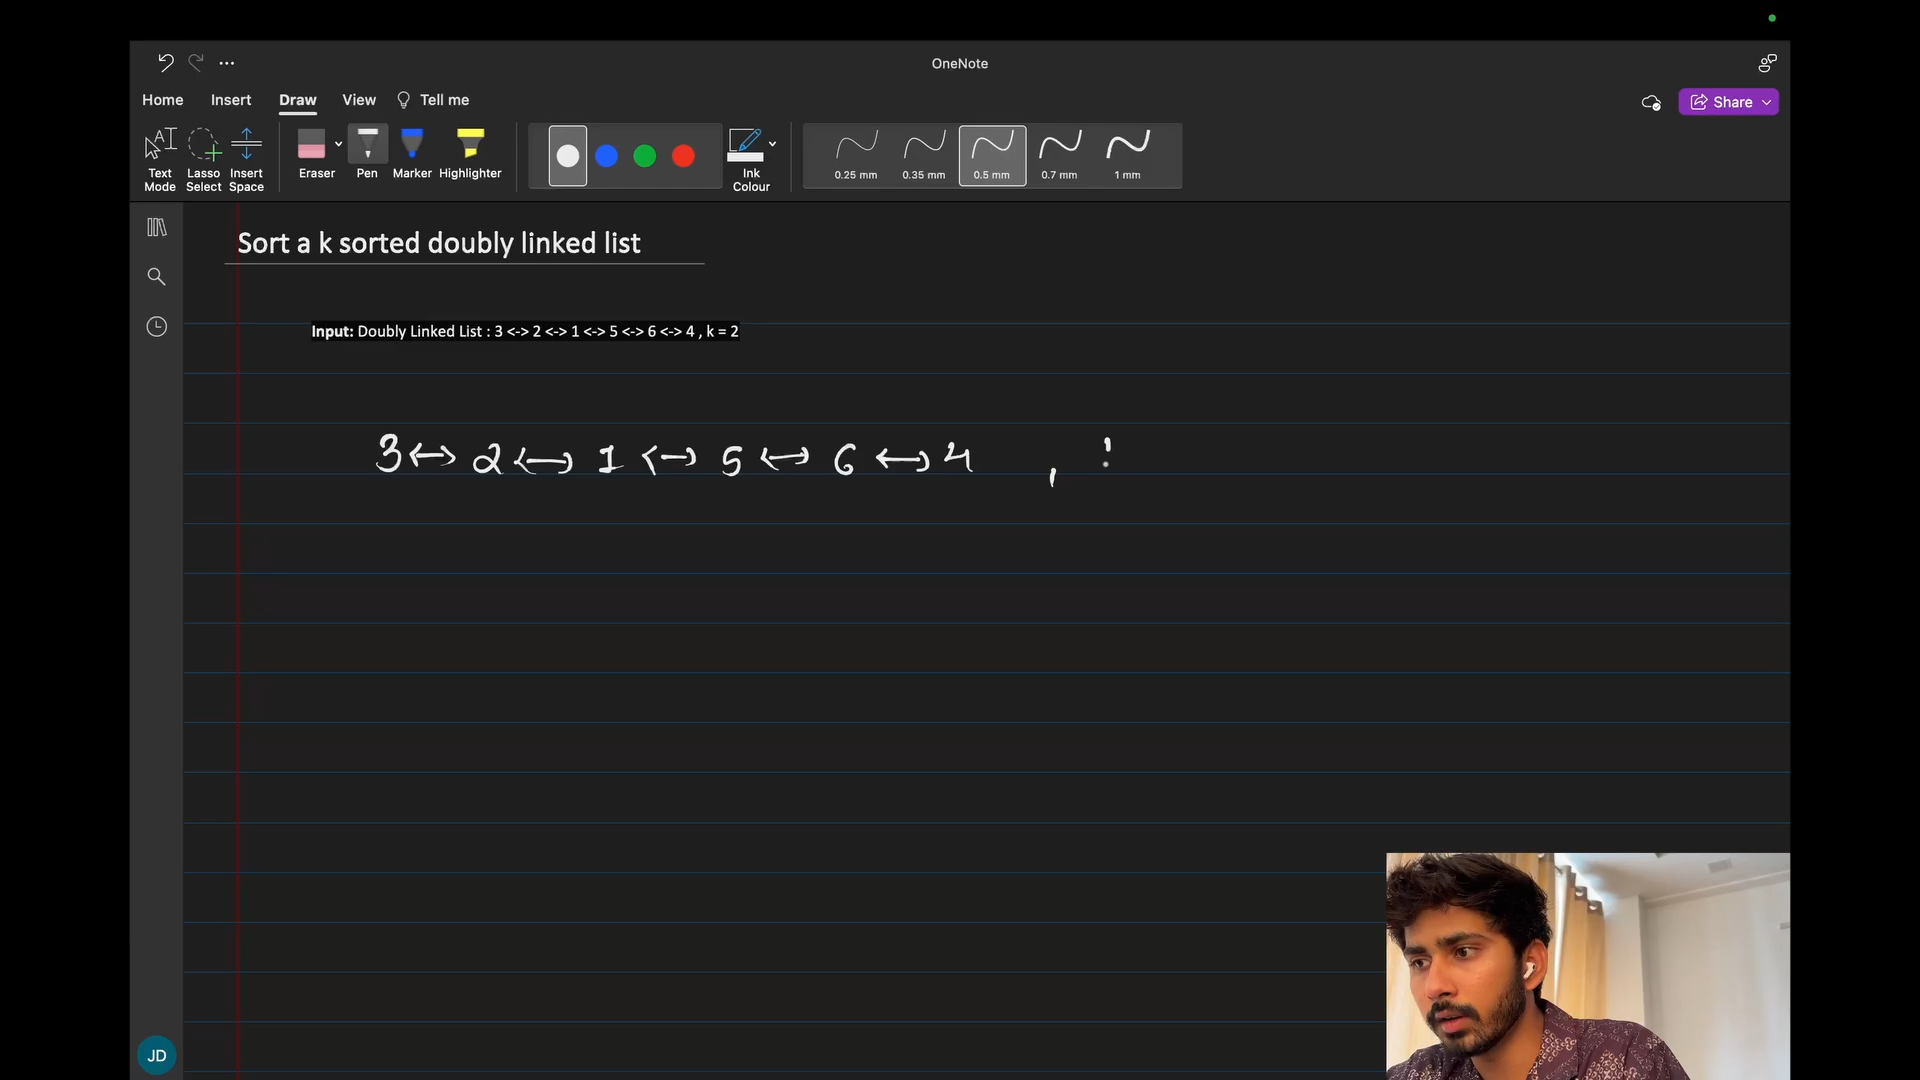 OneNote
Home Insert Draw View Tell me
Share
Text Mode
Lasso Select
Insert Space
Eraser
Pen
Marker
Highlighter
Ink Colour
0.25 mm
0.35 mm
0.5 mm
0.7 mm
1 mm
Sort a k sorted doubly linked list
Input: Doubly Linked List : 3 <-> 2 <-> 1 <-> 5 <-> 6 <-> 4 , k = 2
3 <-> 2 <-> 1 <-> 5 <-> 6 <-> 4 ,
JD